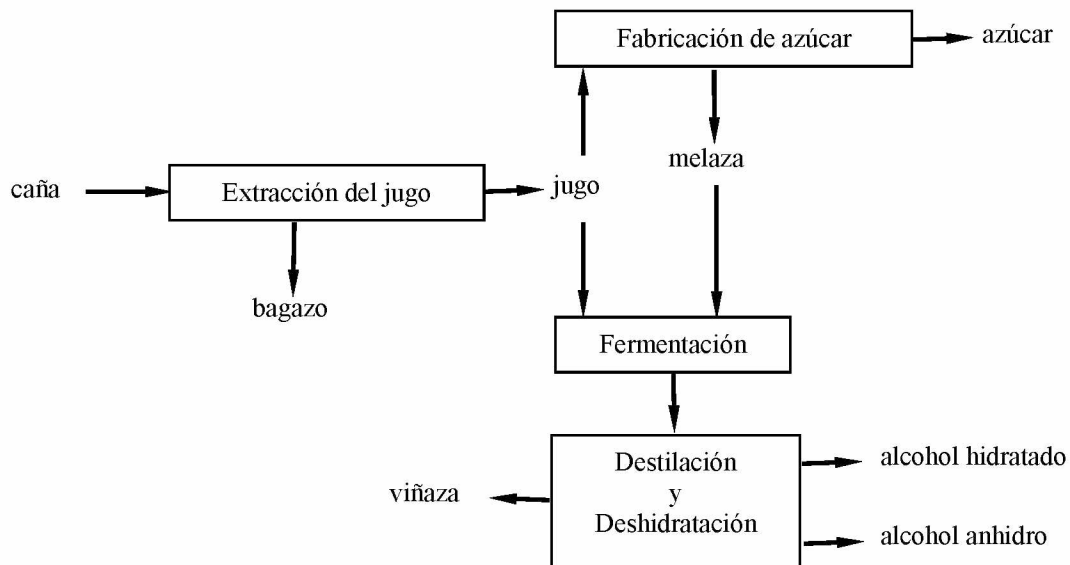 Fabricación de azúcar
azúcar
melaza
caña
Extracción del jugo
jugo
bagazo
Fermentación
Destilación
y
Deshidratación
alcohol hidratado
viñaza
alcohol anhidro